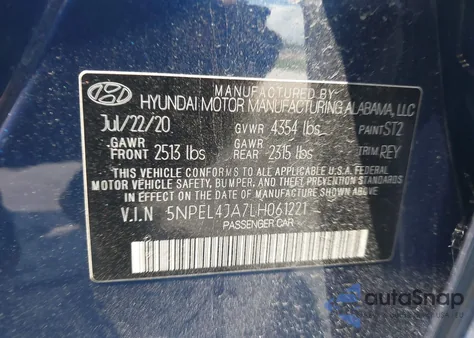 MANUFACTURED BY
HYUNDAI MOTOR MANUFACTURING ALABAMA, LLC
Jul/22/20 GVWR 4354 lbs PAINT ST2
GAWR FRONT 2513 lbs GAWR REAR 2315 lbs TRIM REY
THIS VEHICLE CONFORMS TO ALL APPLICABLE U.S.A. FEDERAL
MOTOR VEHICLE SAFETY, BUMPER, AND THEFT PREVENTION STANDARDS
IN EFFECT ON THE DATE OF MANUFACTURE SHOWN ABOVE.
V.I.N 5NPEL4JA7LH061221
PASSENGER CAR
autoSnap